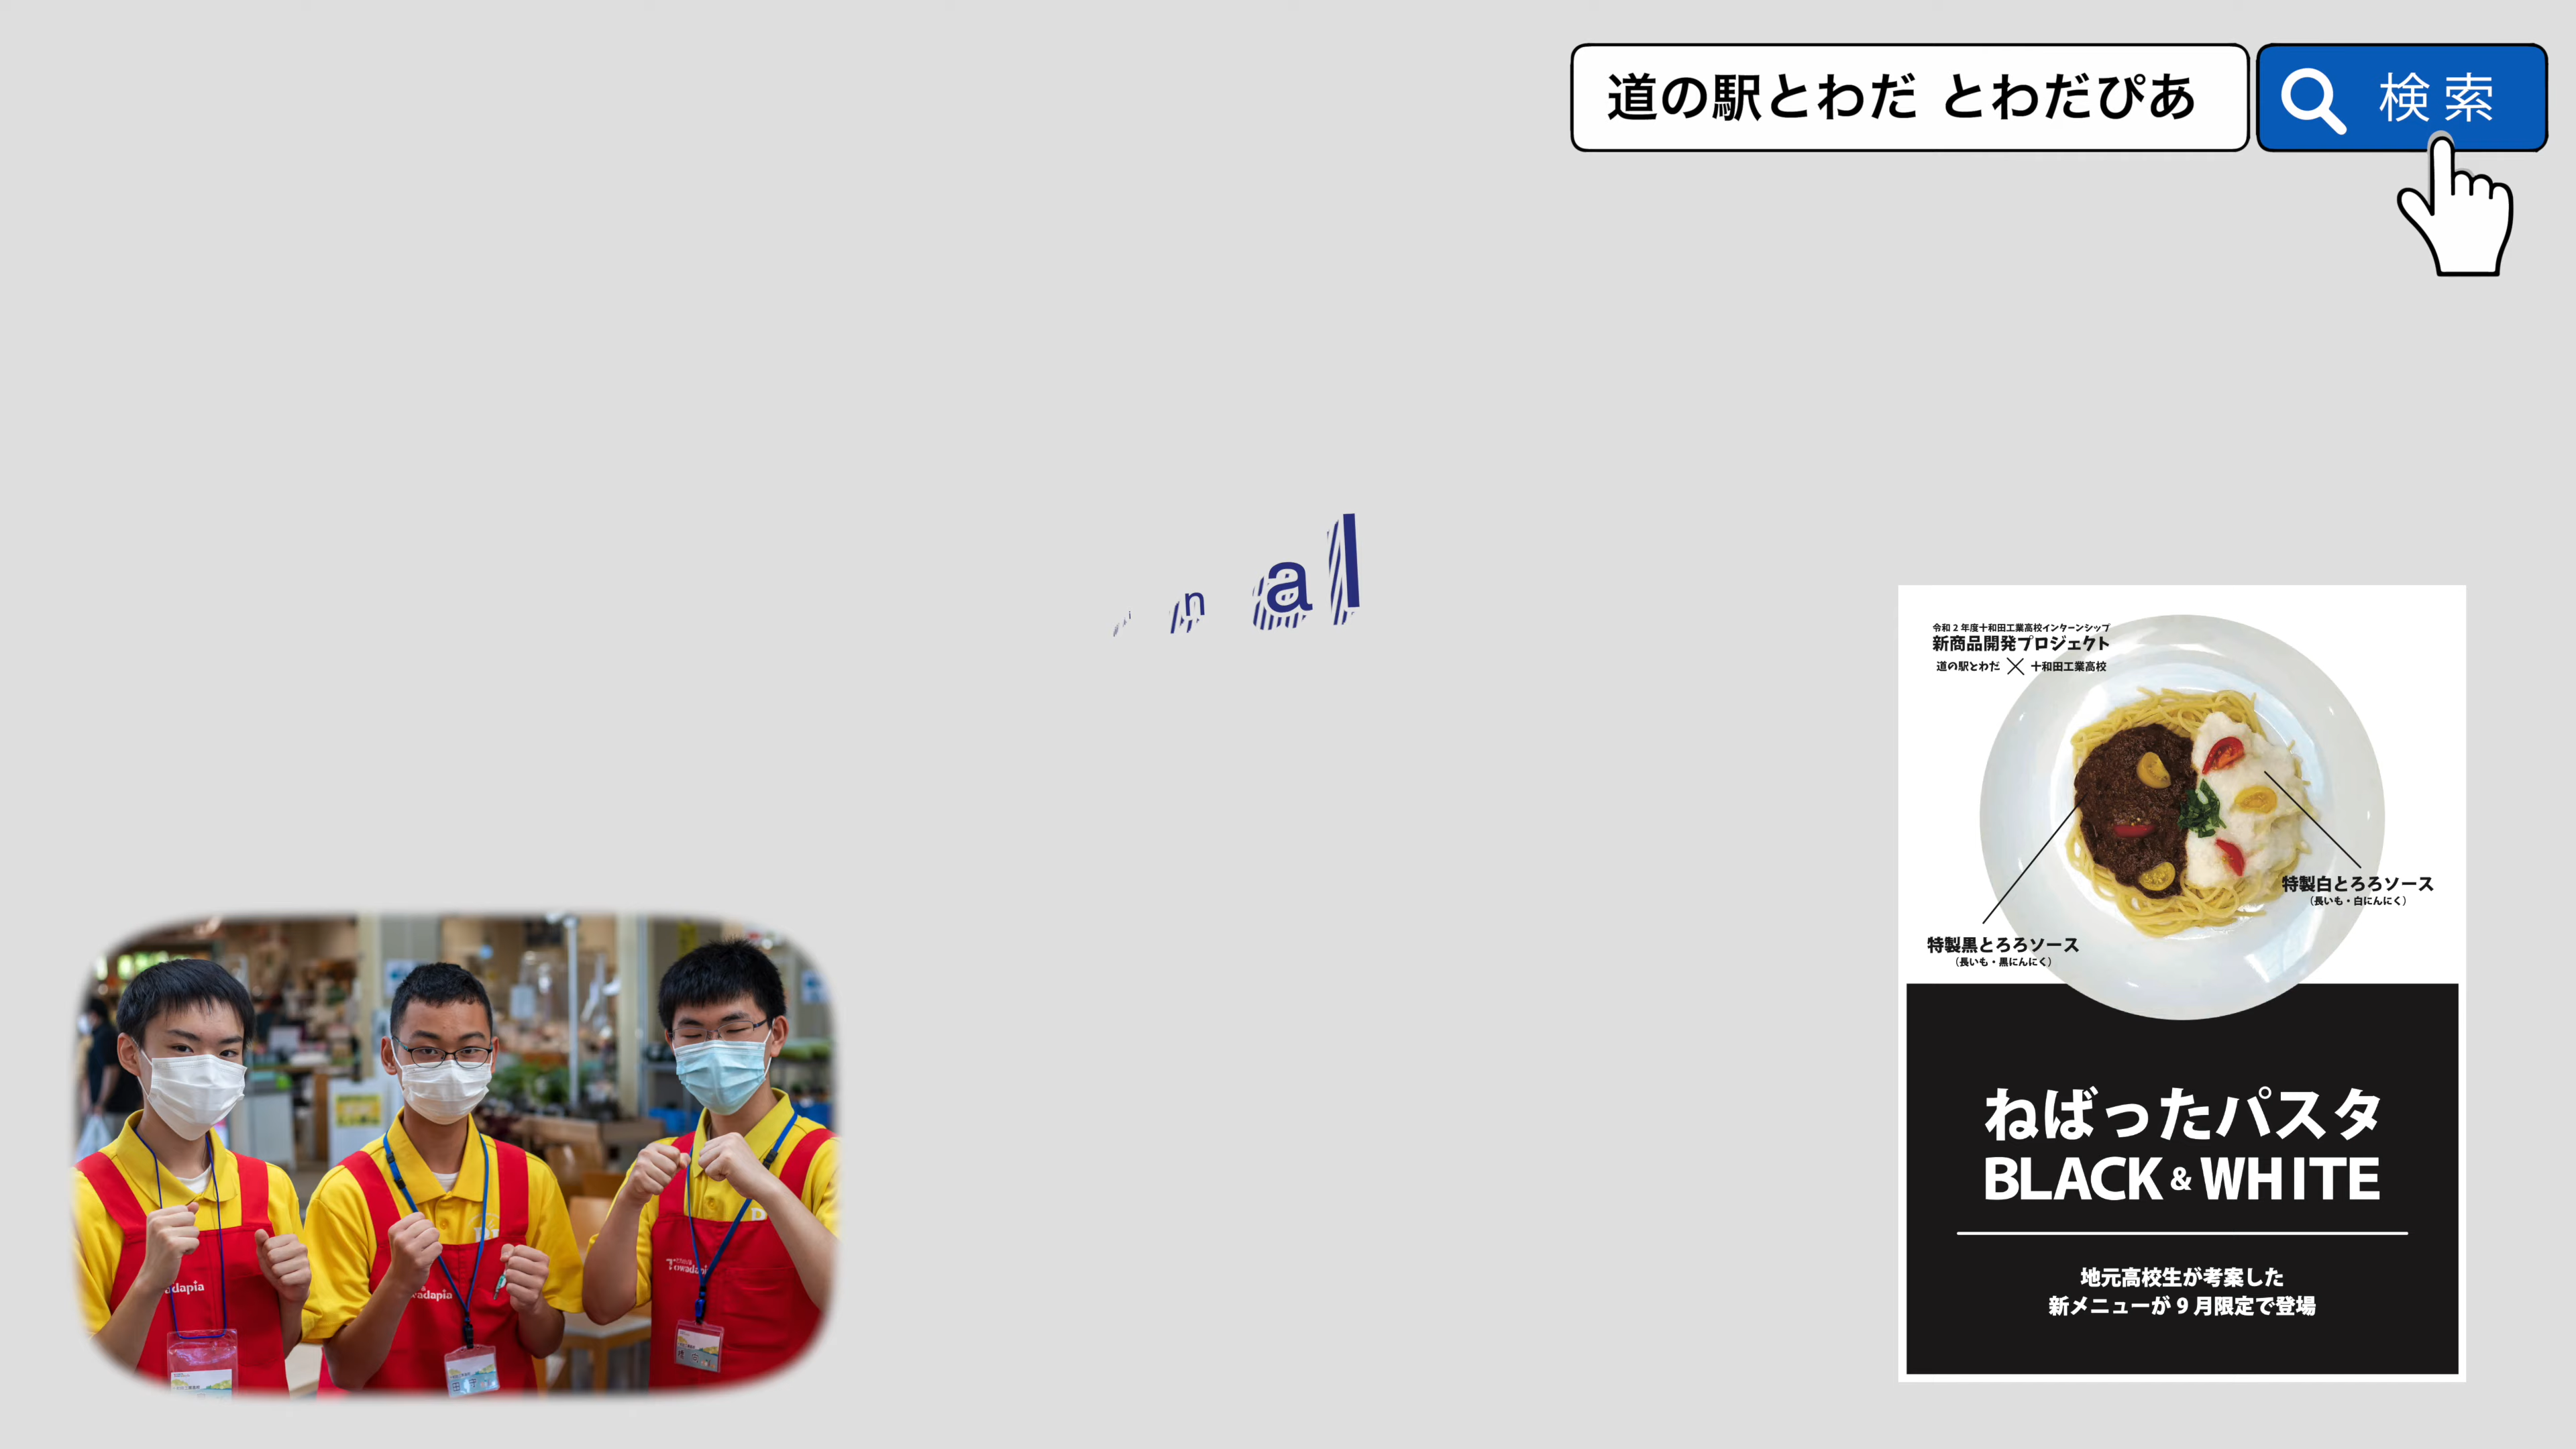 道の駅とわだ とわだぴあ
検索
n al
令和2年度十和田工業高校インターンシップ
新商品開発プロジェクト
道の駅とわだ × 十和田工業高校
特製白とろろソース
(長いも・白にんにく)
特製黒とろろソース
(長いも・黒にんにく)
ねばったパスタ
BLACK & WHITE
地元高校生が考案した
新メニューが9月限定で登場
dapia
adapia
Towadapi